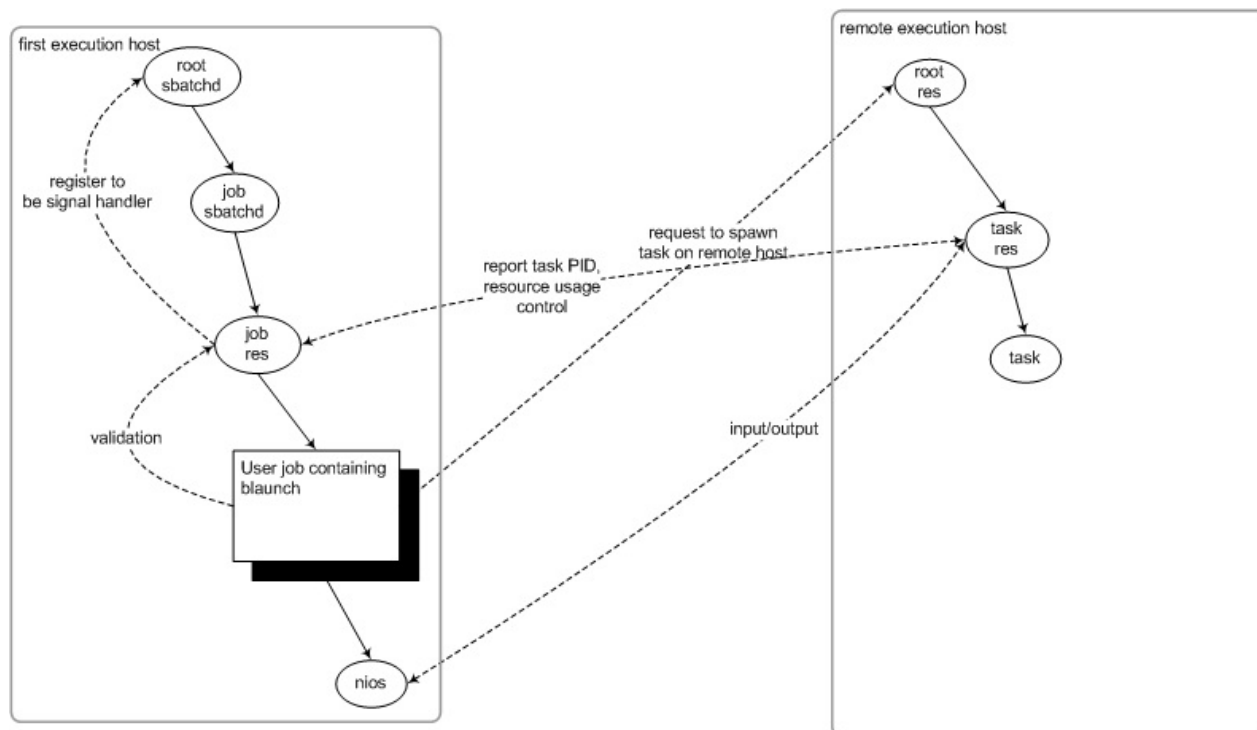 first execution host
root
sbatchd
job
sbatchd
register to
be signal handler
job
res
validation
User job containing
blaunch
nios
report task PID,
resource usage
control
request to spawn
task on remote host
input/output
remote execution host
root
res
task
res
task